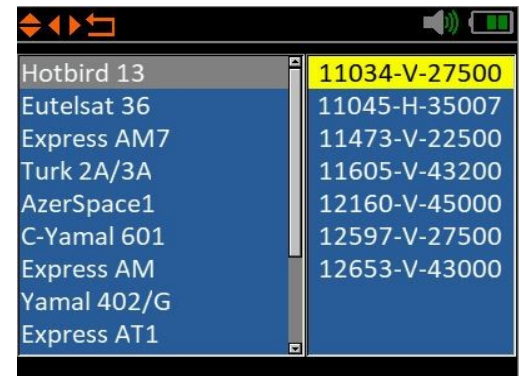 Hotbird 13
Eutelsat 36
Express AM7
Turk 2A/3A
AzerSpace1
C-Yamal 601
Express AM
Yamal 402/G
Express AT1
11034-V-27500
11045-H-35007
11473-V-22500
11605-V-43200
12160-V-45000
12597-V-27500
12653-V-43000